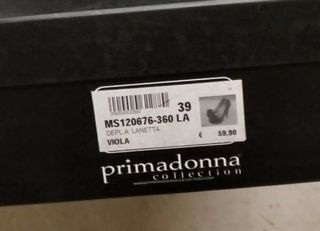 39
MS120676-360 LA
DEPL.A. LANETTA
VIOLA
€ 59.90
primadonna
collection